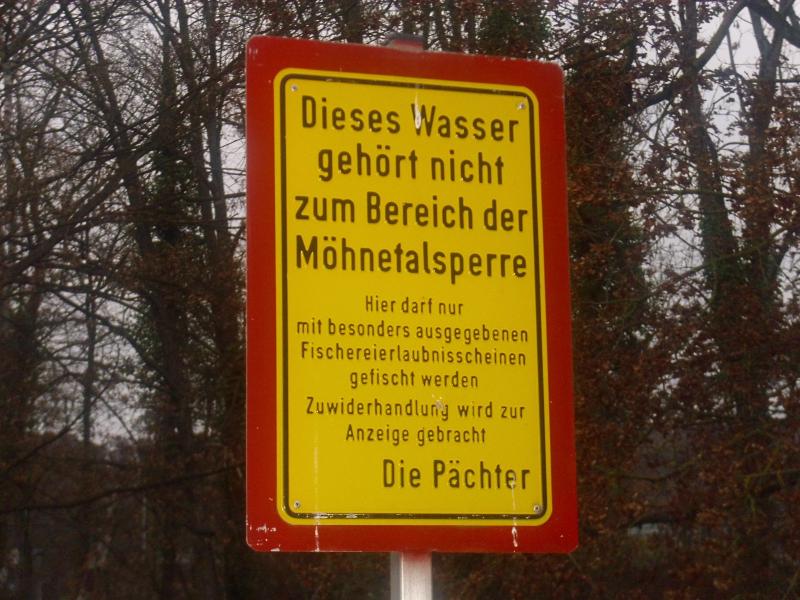 Dieses Wasser
gehört nicht
zum Bereich der
Möhnetalsperre
Hier darf nur
mit besonders ausgegebenen
Fischereierlaubnisscheinen
gefischt werden
Zuwiderhandlung wird zur
Anzeige gebracht
Die Pächter